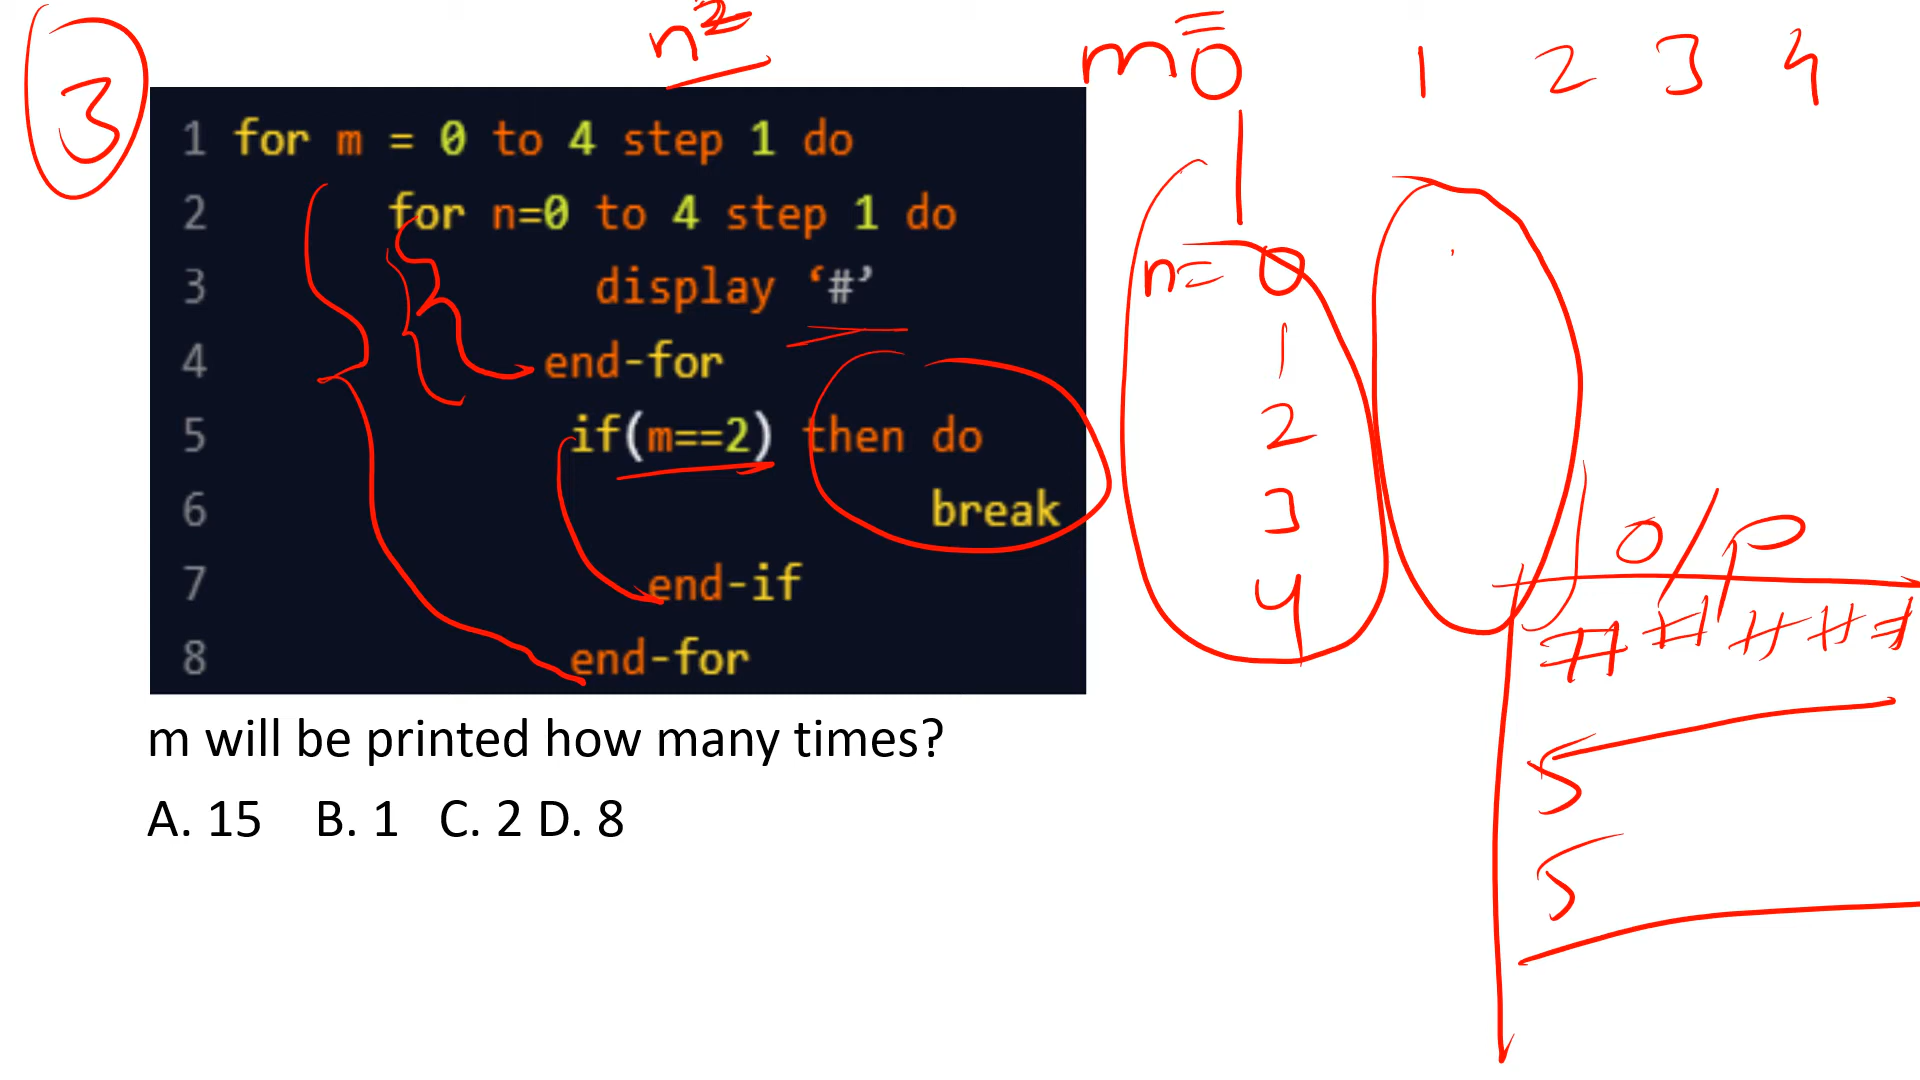 3
n²
m = 0 1 2 3 4
1 for m = 0 to 4 step 1 do
2 for n=0 to 4 step 1 do
3 display ‘#’
4 end-for
5 if(m==2) then do
6 break
7 end-if
8 end-for
n= 0
1
2
3
4
O/P
# # # # #
5
5
m will be printed how many times?
A. 15 B. 1 C. 2 D. 8